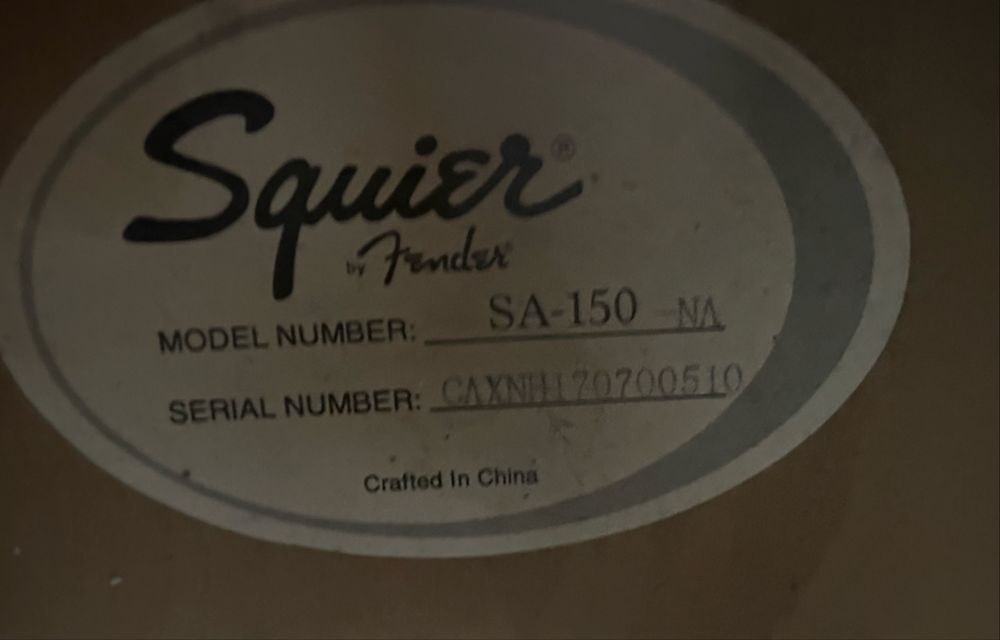 Squier®
by Fender®
MODEL NUMBER: SA-150 -NA
SERIAL NUMBER: CAXNH170700510
Crafted In China